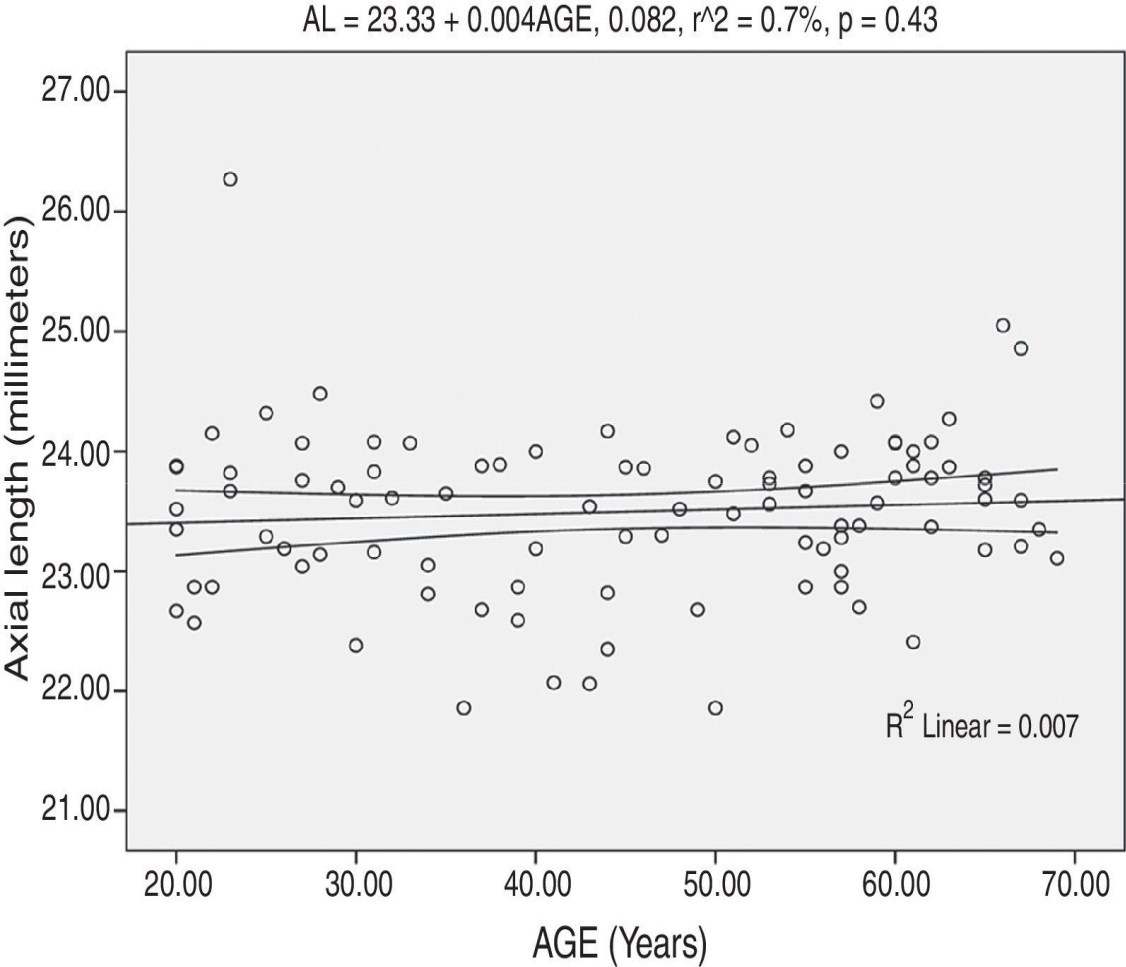 AL = 23.33 + 0.004AGE, 0.082, r^2 = 0.7%, p = 0.43
27.00
26.00
25.00
24.00
23.00
22.00
21.00
Axial length (millimeters)
R² Linear = 0.007
20.00 30.00 40.00 50.00 60.00 70.00
AGE (Years)